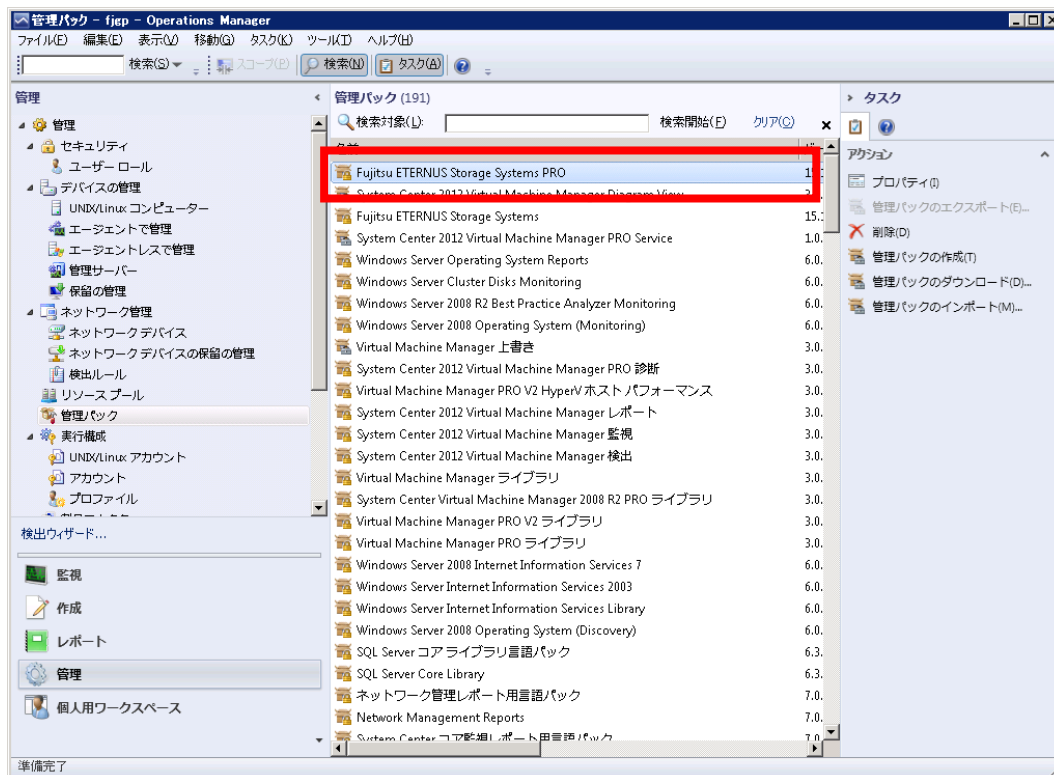 管理パック - fjgp - Operations Manager
ファイル(F) 編集(E) 表示(V) 移動(G) タスク(K) ツール(T) ヘルプ(H)
検索(S) スコープ(P) 検索(N) タスク(A)
管理
管理
セキュリティ
ユーザー ロール
デバイスの管理
UNIX/Linux コンピューター
エージェントで管理
エージェントレスで管理
管理サーバー
保留の管理
ネットワーク管理
ネットワーク デバイス
ネットワーク デバイスの保留の管理
検出ルール
リソース プール
管理パック
実行構成
UNIX/Linux アカウント
アカウント
プロファイル
検出ウィザード...
監視
作成
レポート
管理
個人用ワークスペース
管理パック (191)
検索対象(L): 検索開始(F) クリア(C)
Fujitsu ETERNUS Storage Systems PRO
System Center 2012 Virtual Machine Manager Diagram View
Fujitsu ETERNUS Storage Systems 15.
System Center 2012 Virtual Machine Manager PRO Service 1.0.
Windows Server Operating System Reports 6.0.
Windows Server Cluster Disks Monitoring 6.0.
Windows Server 2008 R2 Best Practice Analyzer Monitoring 6.0.
Windows Server 2008 Operating System (Monitoring) 6.0.
Virtual Machine Manager 上書き 3.0.
System Center 2012 Virtual Machine Manager PRO 診断 3.0.
Virtual Machine Manager PRO V2 HyperV ホスト パフォーマンス 3.0.
System Center 2012 Virtual Machine Manager レポート 3.0.
System Center 2012 Virtual Machine Manager 監視 3.0.
System Center 2012 Virtual Machine Manager 検出 3.0.
Virtual Machine Manager ライブラリ 3.0.
System Center Virtual Machine Manager 2008 R2 PRO ライブラリ 3.0.
Virtual Machine Manager PRO V2 ライブラリ 3.0.
Virtual Machine Manager PRO ライブラリ 3.0.
Windows Server 2008 Internet Information Services 7 6.0.
Windows Server Internet Information Services 2003 6.0.
Windows Server Internet Information Services Library 6.0.
Windows Server 2008 Operating System (Discovery) 6.0.
SQL Server コア ライブラリ言語パック 6.3.
SQL Server Core Library 6.3.
ネットワーク管理レポート用言語パック 7.0.
Network Management Reports 7.0.
System Center コア監視レポート用言語パック 7.0
タスク
アクション
プロパティ(I)
管理パックのエクスポート(E)...
削除(D)
管理パックの作成(T)
管理パックのダウンロード(D)...
管理パックのインポート(M)...
準備完了